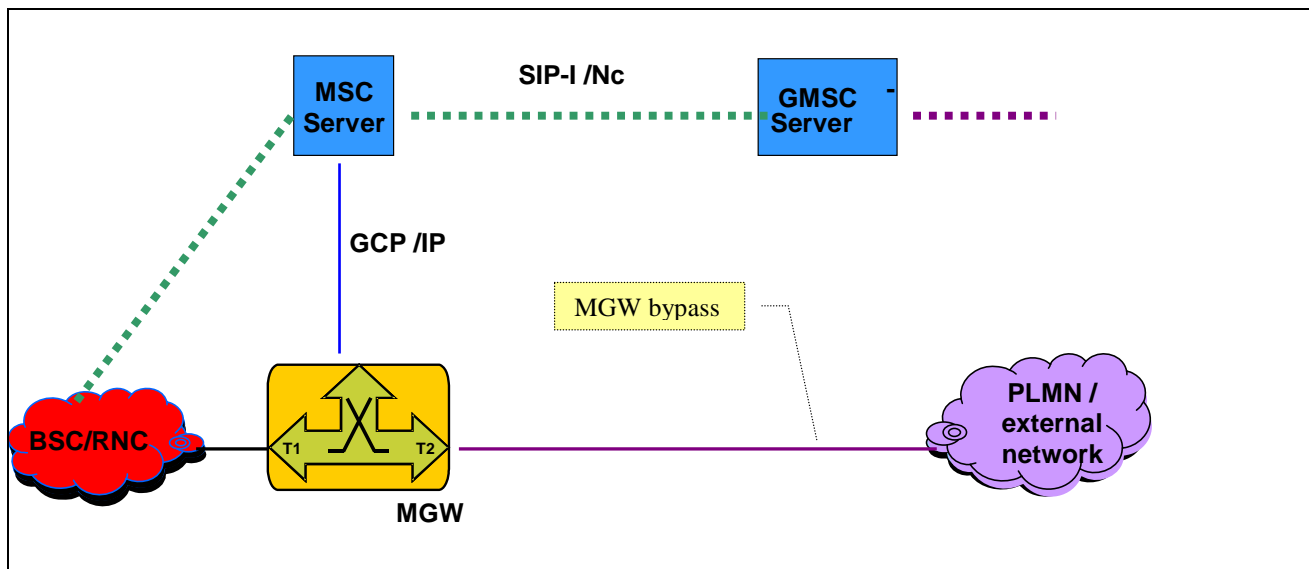 SIP-I /Nc
MSC
Server
GMSC -
Server
GCP /IP
MGW bypass
BSC/RNC
T1
T2
MGW
PLMN /
external
network